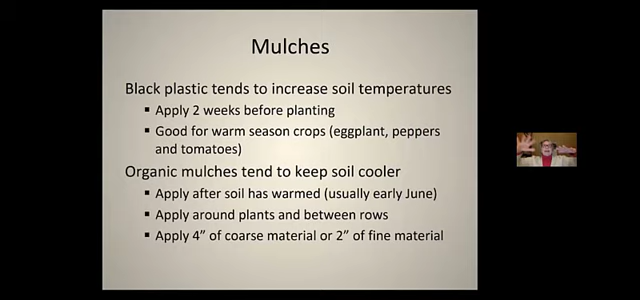 Mulches
Black plastic tends to increase soil temperatures
▪ Apply 2 weeks before planting
▪ Good for warm season crops (eggplant, peppers
and tomatoes)
Organic mulches tend to keep soil cooler
▪ Apply after soil has warmed (usually early June)
▪ Apply around plants and between rows
▪ Apply 4” of coarse material or 2” of fine material